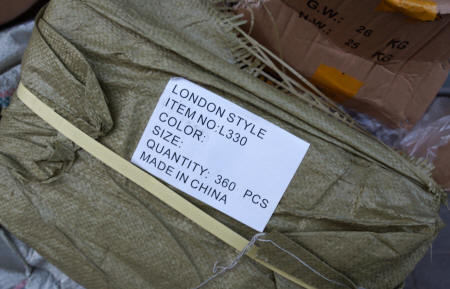 G.W.: 26 KG
N.W.: 25 KG
LONDON STYLE
ITEM NO:L330
COLOR:
SIZE:
QUANTITY: 360 PCS
MADE IN CHINA